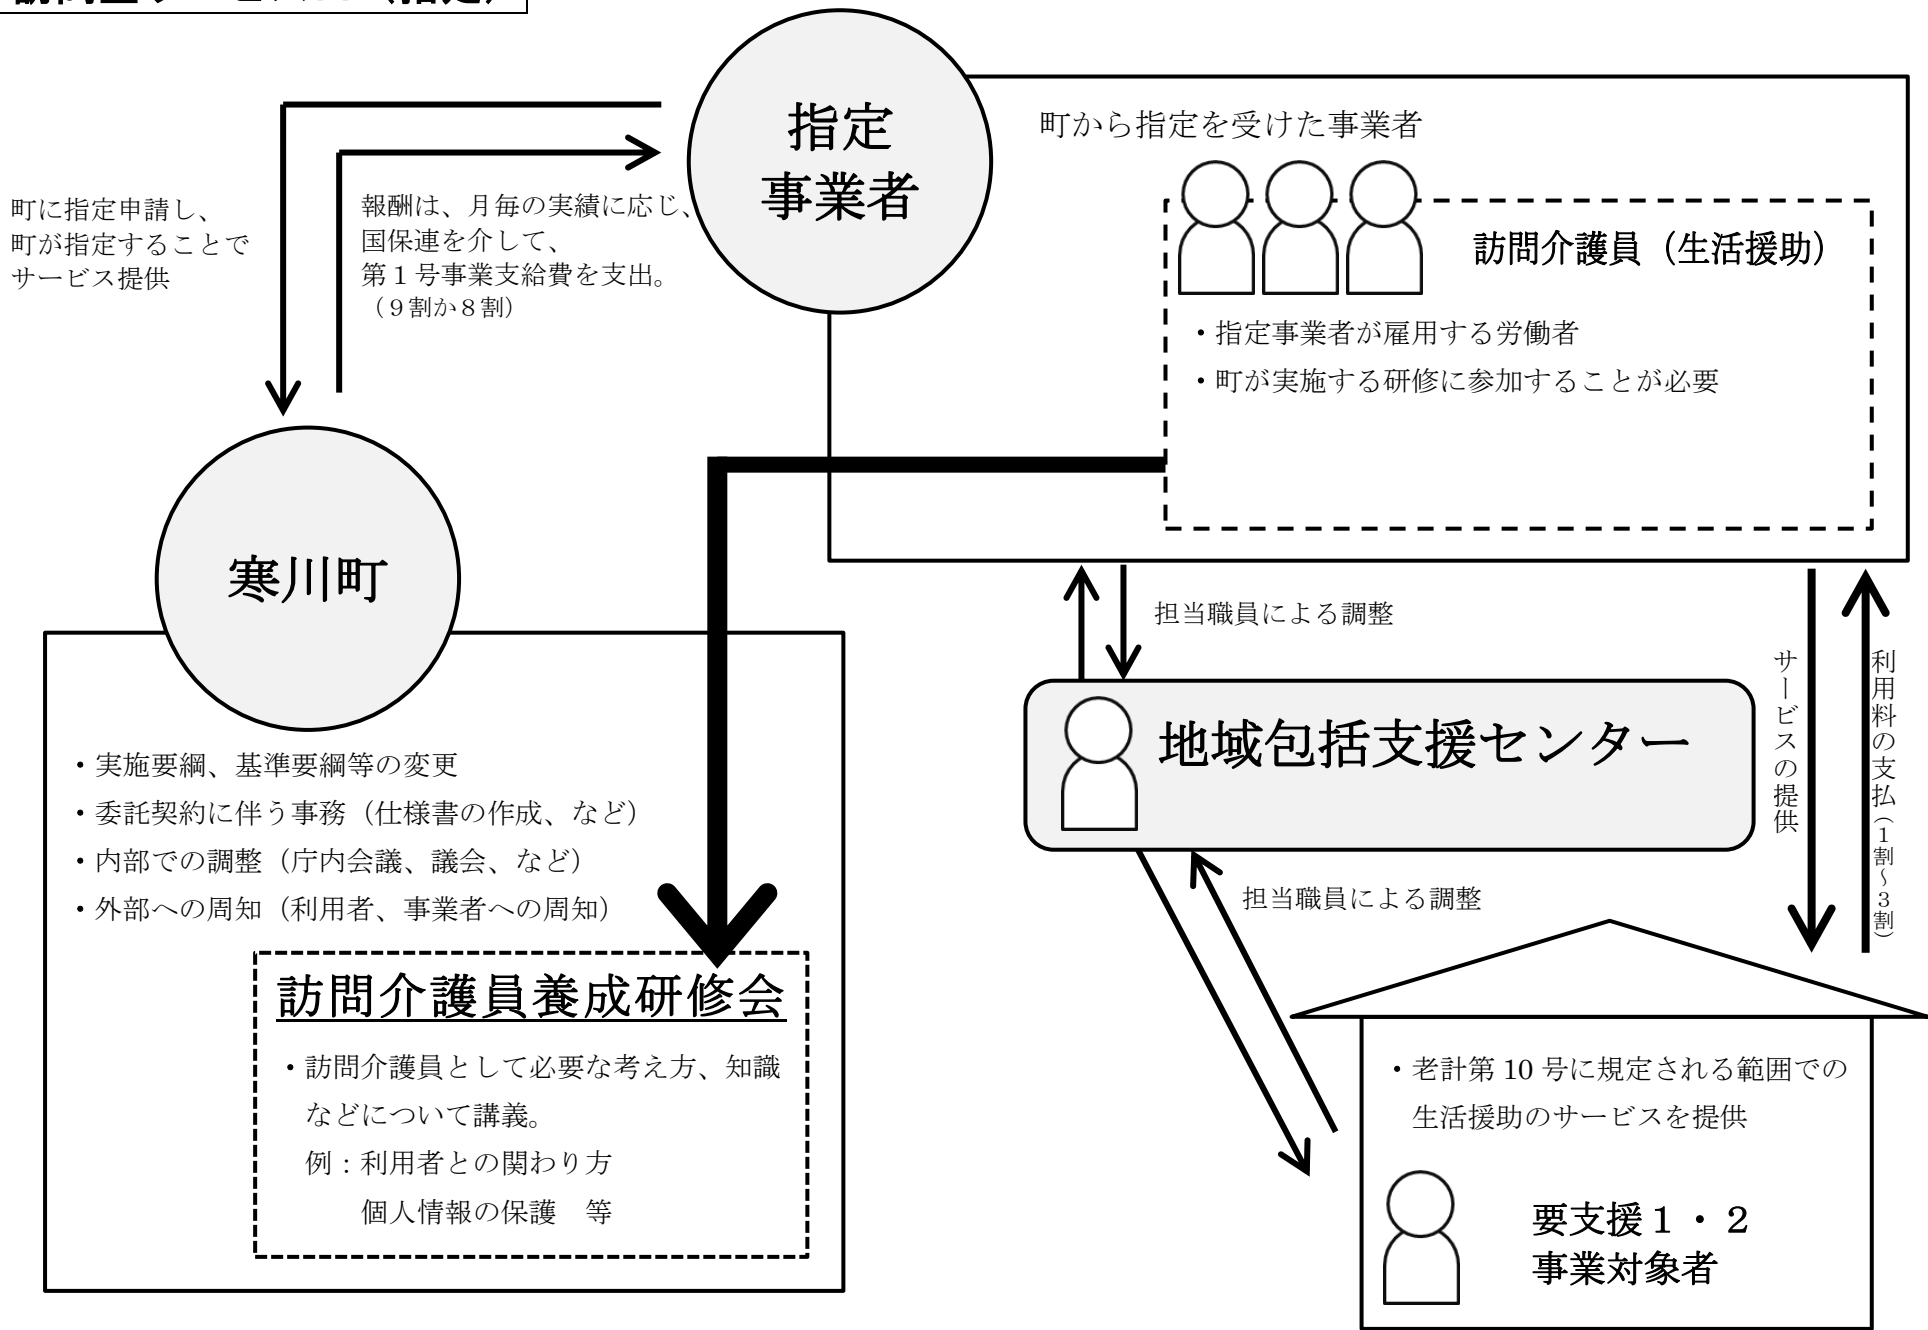 指定
事業者
町から指定を受けた事業者
訪問介護員（生活援助）
・指定事業者が雇用する労働者
・町が実施する研修に参加することが必要
町に指定申請し、
町が指定することで
サービス提供
報酬は、月毎の実績に応じ、
国保連を介して、
第１号事業支給費を支出。
（９割か８割）
寒川町
・実施要綱、基準要綱等の変更
・委託契約に伴う事務（仕様書の作成、など）
・内部での調整（庁内会議、議会、など）
・外部への周知（利用者、事業者への周知）
訪問介護員養成研修会
・訪問介護員として必要な考え方、知識
などについて講義。
例：利用者との関わり方
個人情報の保護　等
担当職員による調整
地域包括支援センター
担当職員による調整
サービスの提供
利用料の支払（１割～３割）
・老計第 10 号に規定される範囲での
生活援助のサービスを提供
要支援１・２
事業対象者